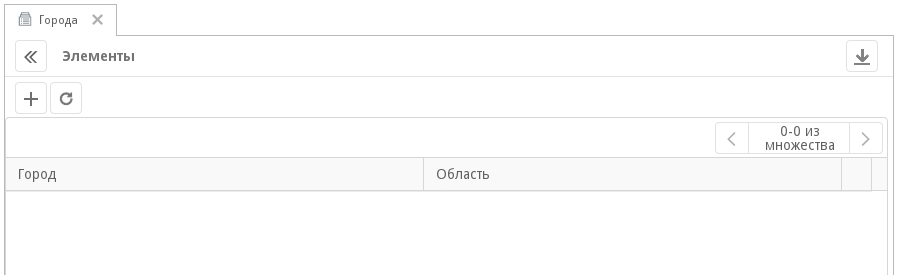 Города
Элементы
0-0 из
множества
Город
Область